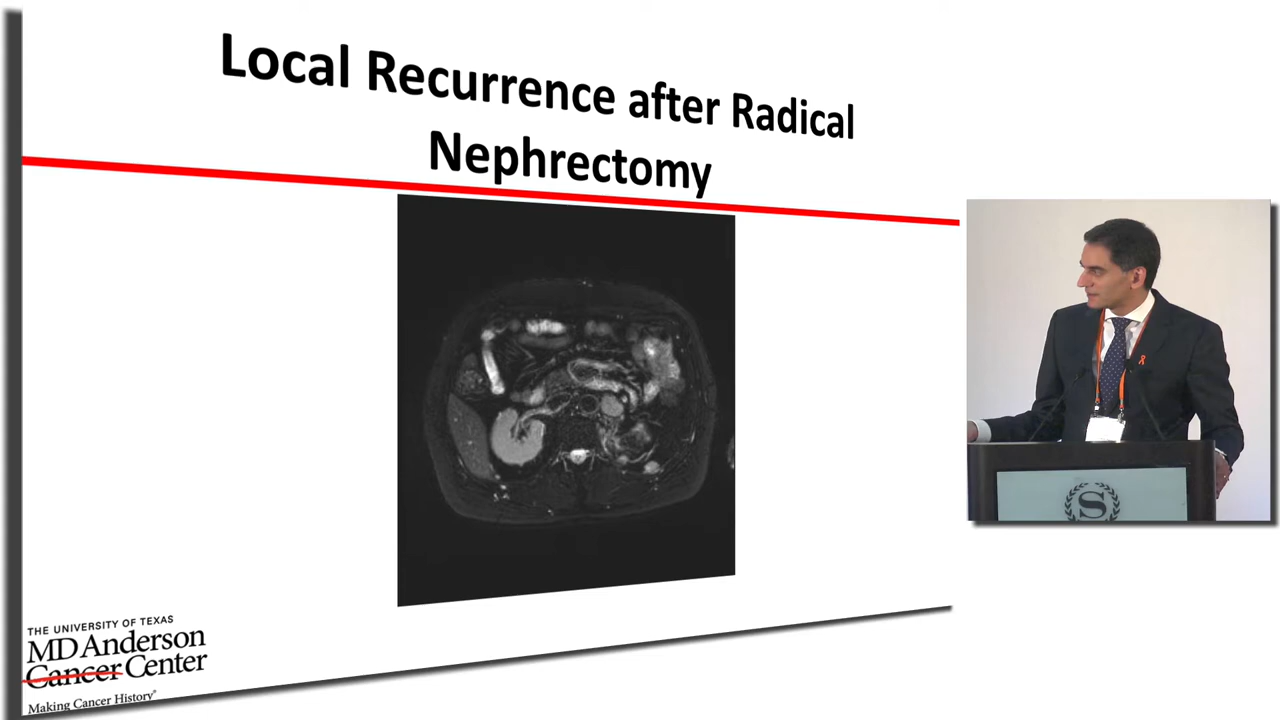 Local Recurrence after Radical
Nephrectomy
THE UNIVERSITY OF TEXAS
MD Anderson
Cancer Center
Making Cancer History®
S